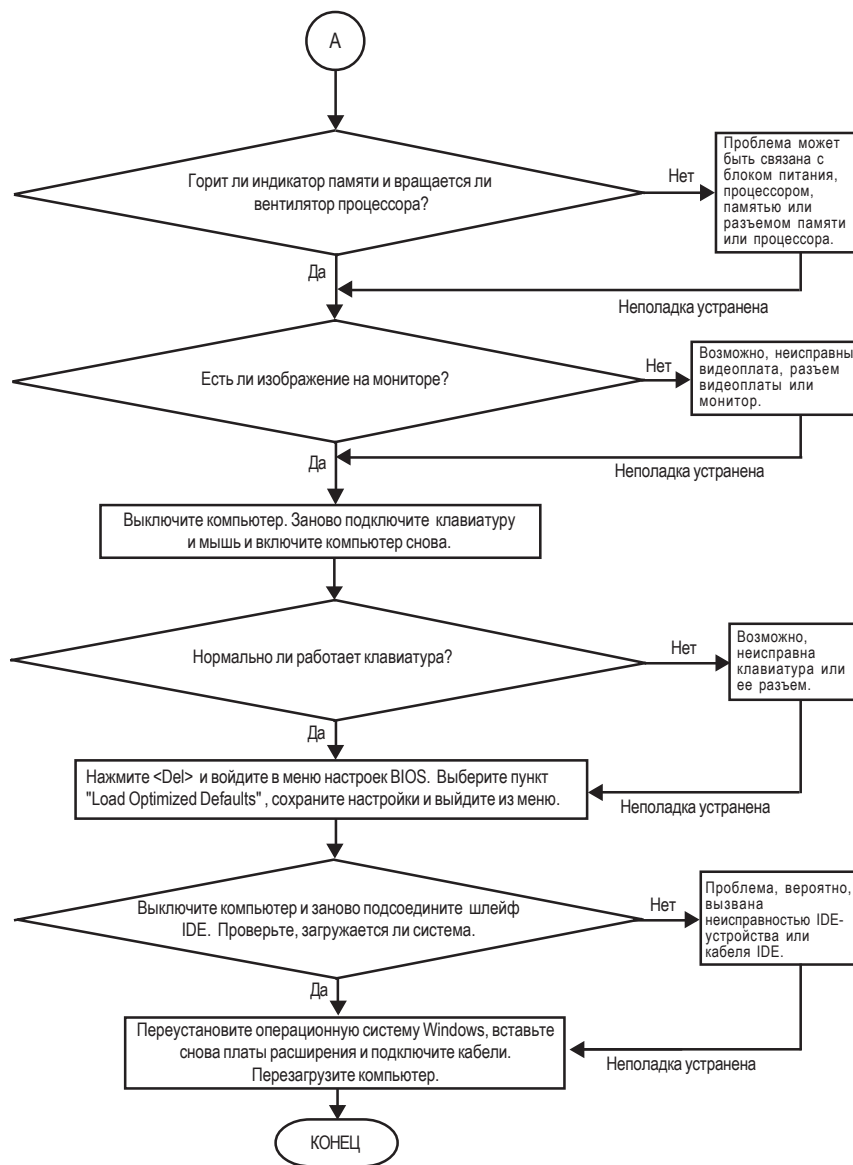 А
Горит ли индикатор памяти и вращается ли
вентилятор процессора?
Нет
Проблема может
быть связана с
блоком питания,
процессором,
памятью или
разъемом памяти
или процессора.
Да
Неполадка устранена
Есть ли изображение на мониторе?
Нет
Возможно, неисправны
видеоплата, разъем
видеоплаты или
монитор.
Да
Неполадка устранена
Выключите компьютер. Заново подключите клавиатуру
и мышь и включите компьютер снова.
Нормально ли работает клавиатура?
Нет
Возможно,
неисправна
клавиатура или
ее разъем.
Да
Нажмите <Del> и войдите в меню настроек BIOS. Выберите пункт
"Load Optimized Defaults" , сохраните настройки и выйдите из меню.
Неполадка устранена
Выключите компьютер и заново подсоедините шлейф
IDE. Проверьте, загружается ли система.
Нет
Проблема, вероятно,
вызвана
неисправностью IDE-
устройства или
кабеля IDE.
Да
Переустановите операционную систему Windows, вставьте
снова платы расширения и подключите кабели.
Перезагрузите компьютер.
Неполадка устранена
КОНЕЦ